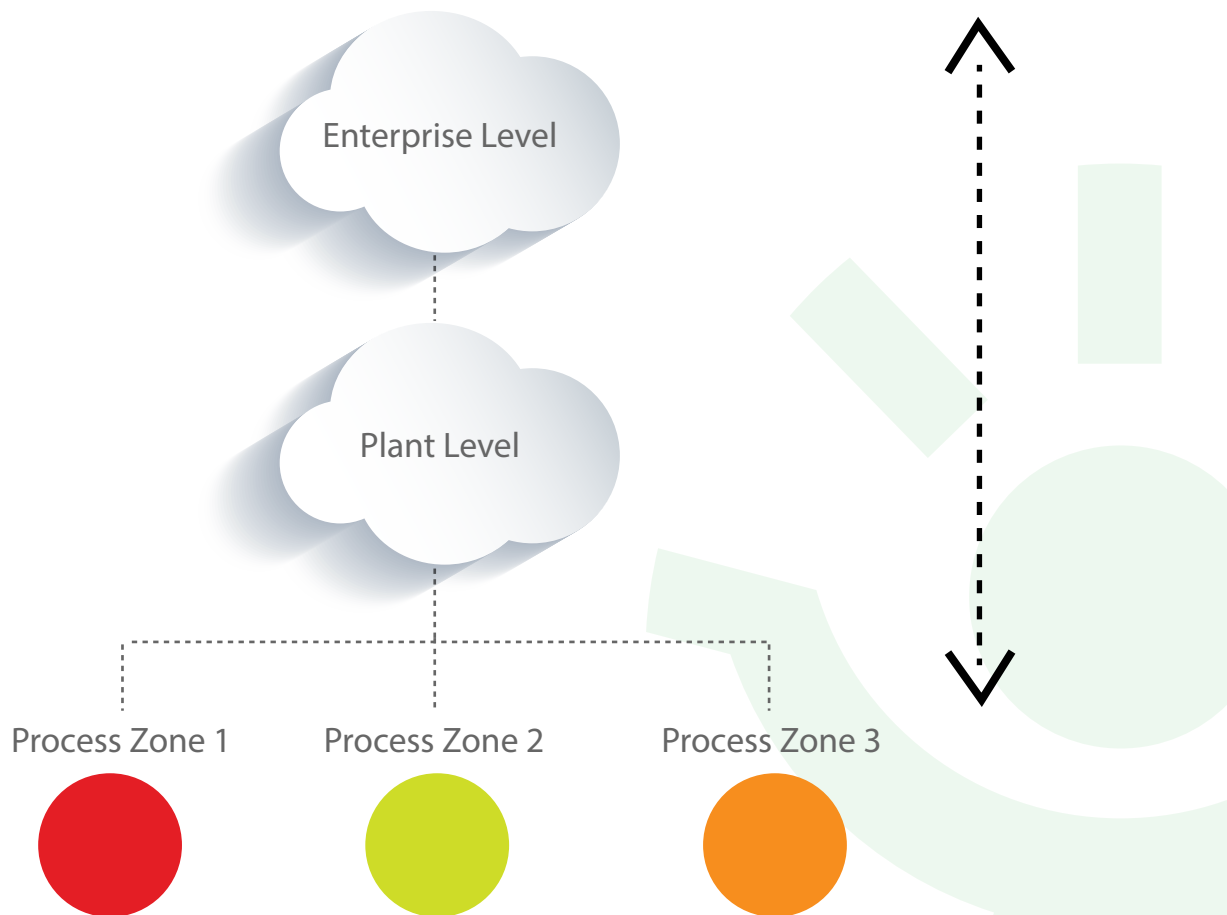 Enterprise Level
Plant Level
Process Zone 1
Process Zone 2
Process Zone 3